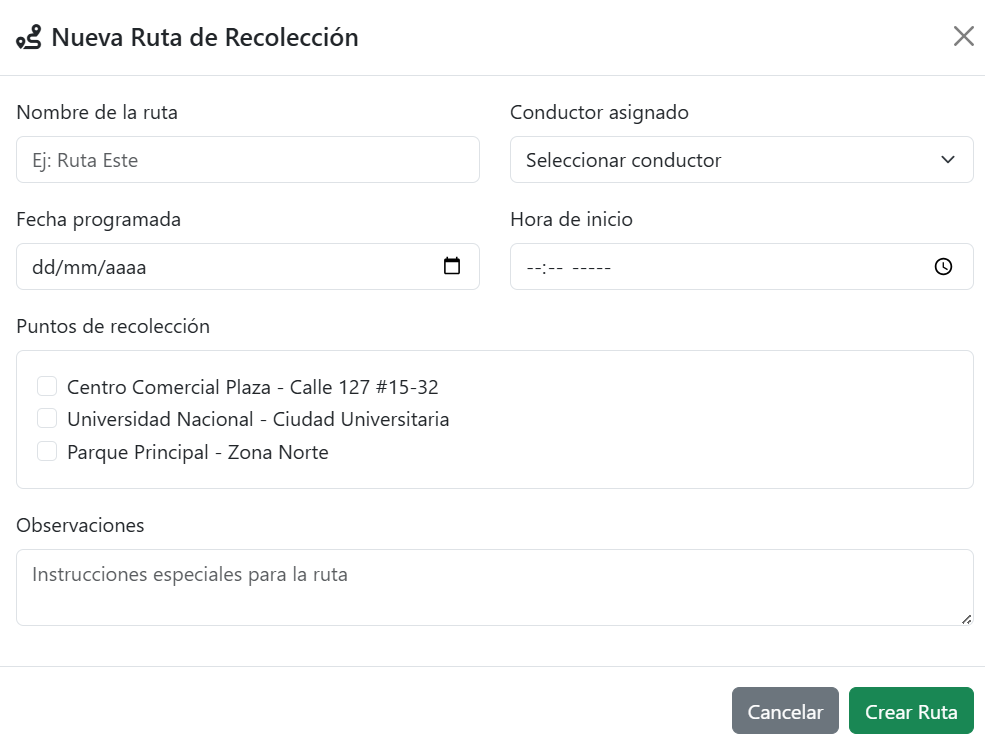 Nueva Ruta de Recolección
Nombre de la ruta
Conductor asignado
Ej: Ruta Este
Seleccionar conductor
Fecha programada
Hora de inicio
dd/mm/aaaa
--:-- -----
Puntos de recolección
Centro Comercial Plaza - Calle 127 #15-32
Universidad Nacional - Ciudad Universitaria
Parque Principal - Zona Norte
Observaciones
Instrucciones especiales para la ruta
Cancelar
Crear Ruta